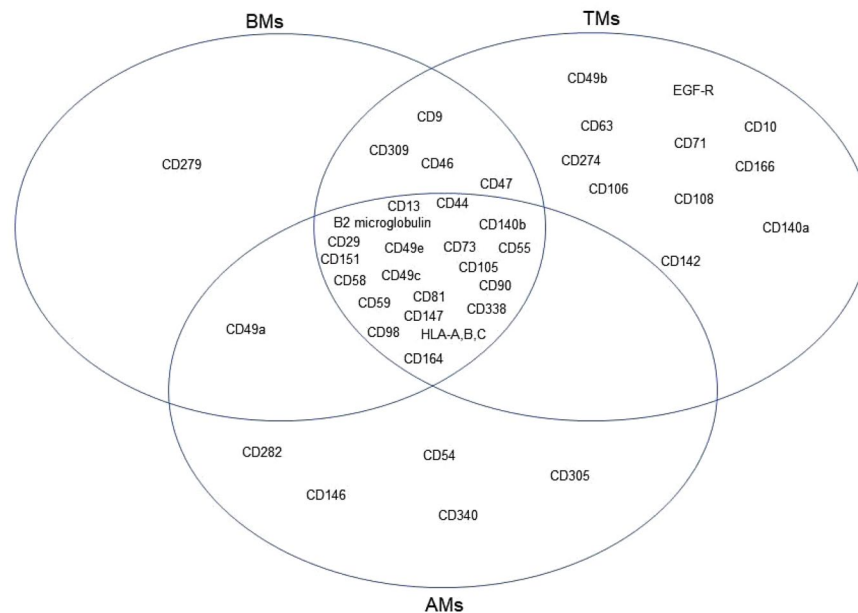 BMs
TMs
CD279
CD9
CD309
CD46
CD47
CD49b
EGF-R
CD63
CD71
CD10
CD274
CD166
CD106
CD108
CD140a
CD142
CD13
CD44
B2 microglobulin
CD140b
CD29
CD49e
CD73
CD55
CD151
CD105
CD58
CD49c
CD90
CD59
CD81
CD147
CD338
CD98
HLA-A,B,C
CD164
CD49a
CD282
CD54
CD305
CD146
CD340
AMs